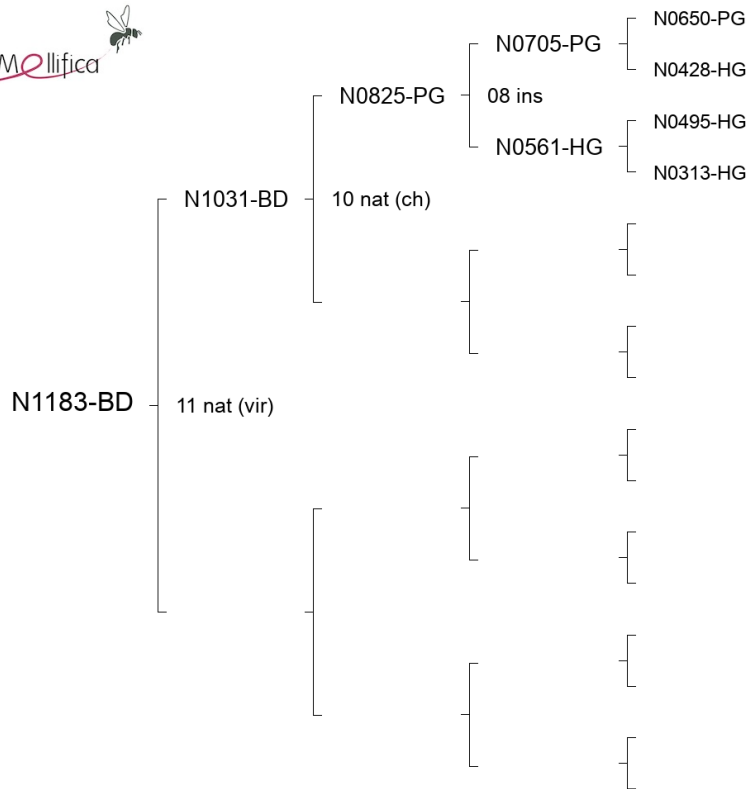 Mellifica
N0650-PG
N0705-PG
N0428-HG
N0825-PG
08 ins
N0495-HG
N0561-HG
N0313-HG
N1031-BD
10 nat (ch)
N1183-BD
11 nat (vir)